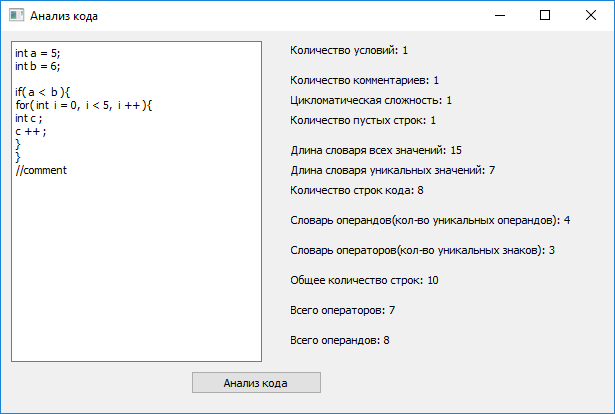 Анализ кода
int a = 5;
int b = 6;
if( a < b ){
for( int i = 0, i < 5, i ++ ){
int c ;
c ++ ;
}
}
//comment
Количество условий: 1
Количество комментариев: 1
Цикломатическая сложность: 1
Количество пустых строк: 1
Длина словаря всех значений: 15
Длина словаря уникальных значений: 7
Количество строк кода: 8
Словарь операндов(кол-во уникальных операндов): 4
Словарь операторов(кол-во уникальных знаков): 3
Общее количество строк: 10
Всего операторов: 7
Всего операндов: 8
Анализ кода